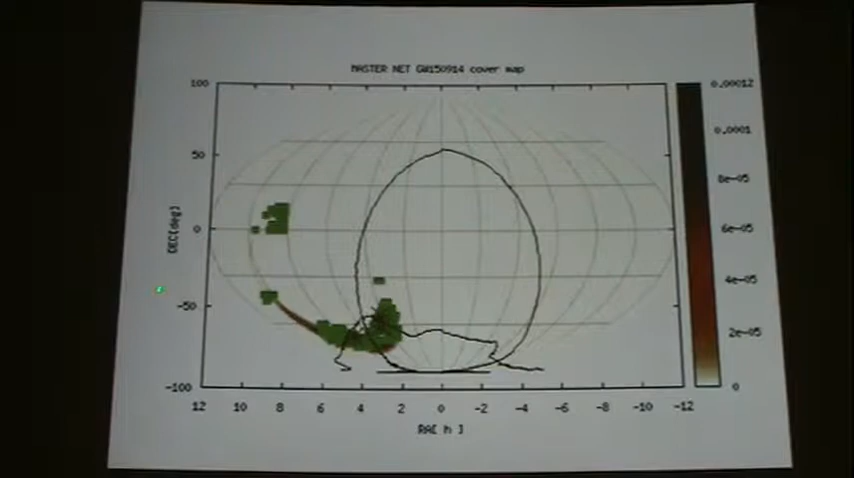 MASTER NET GW150914 cover map
100
50
0
-50
-100
DEC[deg]
12 10 8 6 4 2 0 -2 -4 -6 -8 -10 -12
RA[ h ]
0.00012
0.0001
8e-05
6e-05
4e-05
2e-05
0